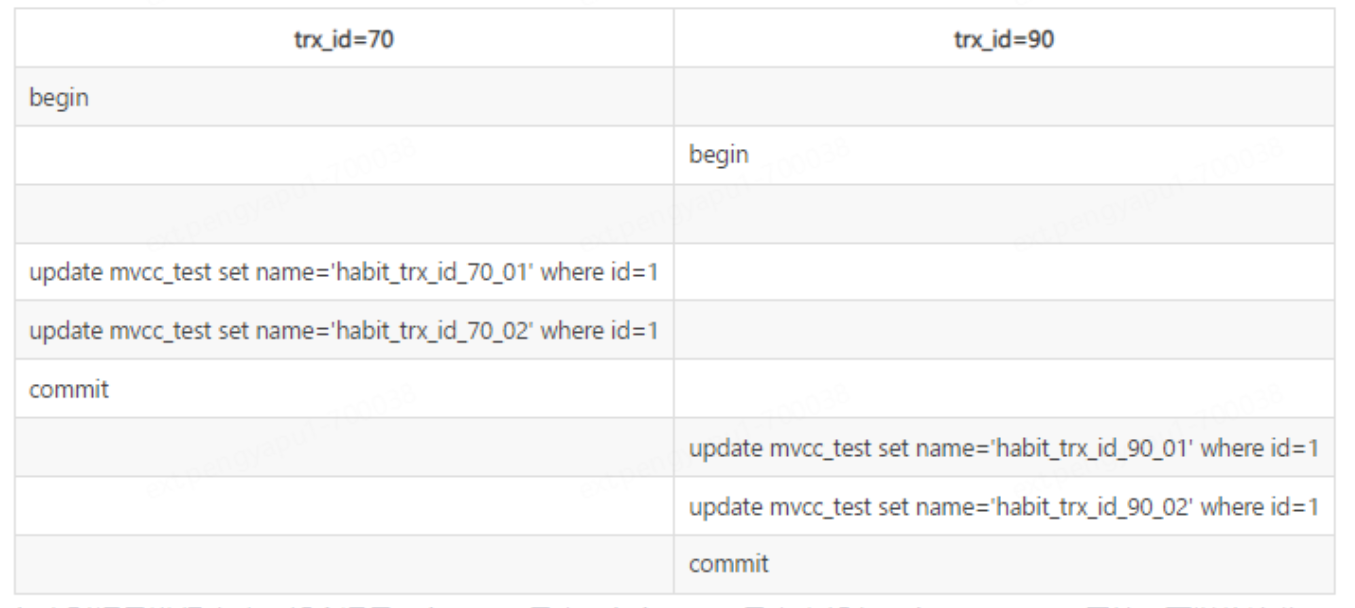 trx_id=70 trx_id=90
begin
begin
update mvcc_test set name='habit_trx_id_70_01' where id=1
update mvcc_test set name='habit_trx_id_70_02' where id=1
commit
update mvcc_test set name='habit_trx_id_90_01' where id=1
update mvcc_test set name='habit_trx_id_90_02' where id=1
commit